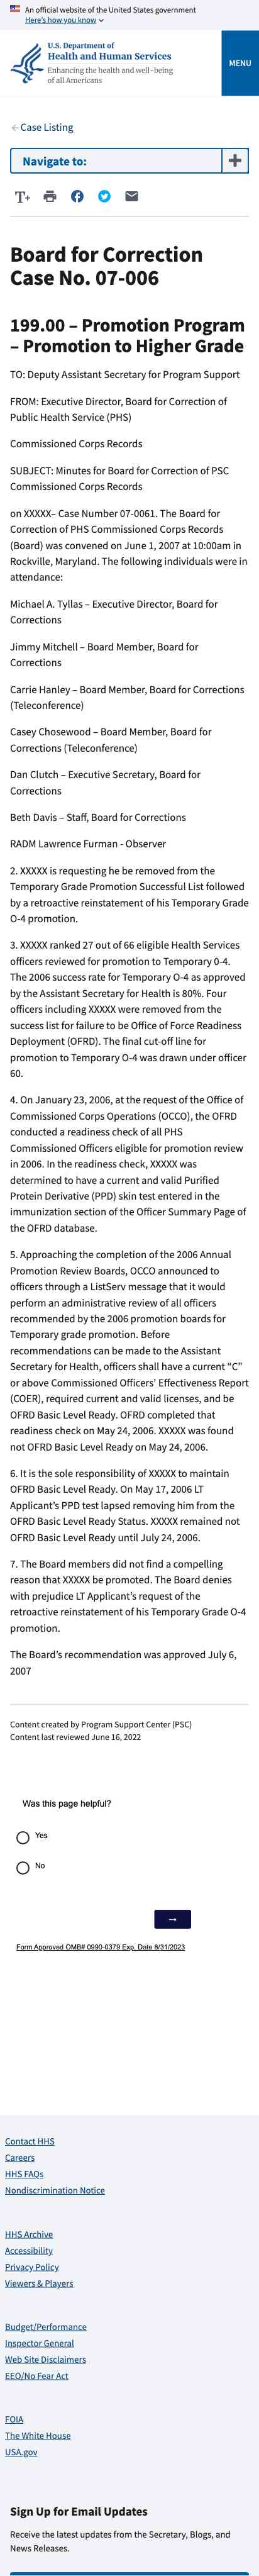 An official website of the United States government
Here's how you know
U.S. Department of
Health and Human Services
Enhancing the health and well-being
of all Americans
MENU
Case Listing
Navigate to:
T+
Board for Correction
Case No. 07-006
199.00 – Promotion Program
– Promotion to Higher Grade
TO: Deputy Assistant Secretary for Program Support
FROM: Executive Director, Board for Correction of
Public Health Service (PHS)
Commissioned Corps Records
SUBJECT: Minutes for Board for Correction of PSC
Commissioned Corps Records
on XXXXX– Case Number 07-0061. The Board for
Correction of PHS Commissioned Corps Records
(Board) was convened on June 1, 2007 at 10:00am in
Rockville, Maryland. The following individuals were in
attendance:
Michael A. Tyllas – Executive Director, Board for
Corrections
Jimmy Mitchell – Board Member, Board for
Corrections
Carrie Hanley – Board Member, Board for Corrections
(Teleconference)
Casey Chosewood – Board Member, Board for
Corrections (Teleconference)
Dan Clutch – Executive Secretary, Board for
Corrections
Beth Davis – Staff, Board for Corrections
RADM Lawrence Furman - Observer
2. XXXXX is requesting he be removed from the
Temporary Grade Promotion Successful List followed
by a retroactive reinstatement of his Temporary Grade
O-4 promotion.
3. XXXXX ranked 27 out of 66 eligible Health Services
officers reviewed for promotion to Temporary 0-4.
The 2006 success rate for Temporary O-4 as approved
by the Assistant Secretary for Health is 80%. Four
officers including XXXXX were removed from the
success list for failure to be Office of Force Readiness
Deployment (OFRD). The final cut-off line for
promotion to Temporary O-4 was drawn under officer
60.
4. On January 23, 2006, at the request of the Office of
Commissioned Corps Operations (OCCO), the OFRD
conducted a readiness check of all PHS
Commissioned Officers eligible for promotion review
in 2006. In the readiness check, XXXXX was
determined to have a current and valid Purified
Protein Derivative (PPD) skin test entered in the
immunization section of the Officer Summary Page of
the OFRD database.
5. Approaching the completion of the 2006 Annual
Promotion Review Boards, OCCO announced to
officers through a ListServ message that it would
perform an administrative review of all officers
recommended by the 2006 promotion boards for
Temporary grade promotion. Before
recommendations can be made to the Assistant
Secretary for Health, officers shall have a current “C”
or above Commissioned Officers’ Effectiveness Report
(COER), required current and valid licenses, and be
OFRD Basic Level Ready. OFRD completed that
readiness check on May 24, 2006. XXXXX was found
not OFRD Basic Level Ready on May 24, 2006.
6. It is the sole responsibility of XXXXX to maintain
OFRD Basic Level Ready. On May 17, 2006 LT
Applicant’s PPD test lapsed removing him from the
OFRD Basic Level Ready Status. XXXXX remained not
OFRD Basic Level Ready until July 24, 2006.
7. The Board members did not find a compelling
reason that XXXXX be promoted. The Board denies
with prejudice LT Applicant’s request of the
retroactive reinstatement of his Temporary Grade O-4
promotion.
The Board’s recommendation was approved July 6,
2007
Content created by Program Support Center (PSC)
Content last reviewed June 16, 2022
Was this page helpful?
Yes
No
→
Form Approved OMB# 0990-0379 Exp. Date 8/31/2023
Contact HHS
Careers
HHS FAQs
Nondiscrimination Notice
HHS Archive
Accessibility
Privacy Policy
Viewers & Players
Budget/Performance
Inspector General
Web Site Disclaimers
EEO/No Fear Act
FOIA
The White House
USA.gov
Sign Up for Email Updates
Receive the latest updates from the Secretary, Blogs, and
News Releases.